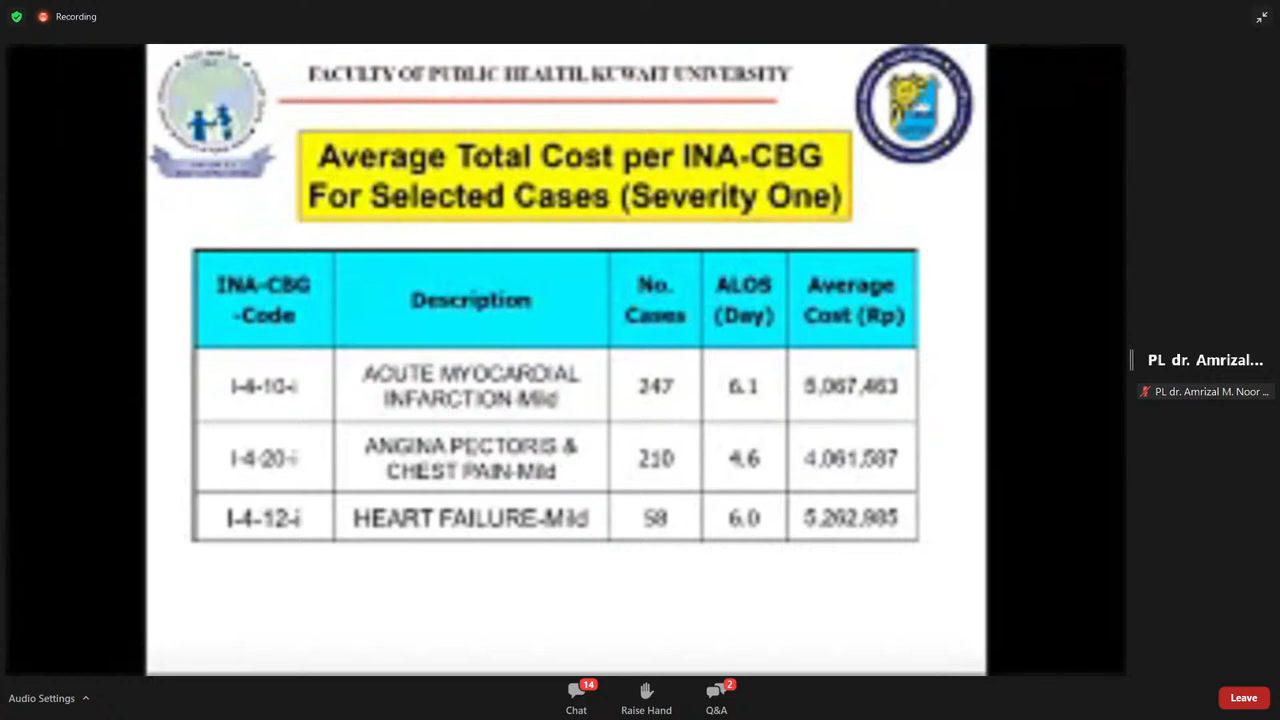 Recording
FACULTY OF PUBLIC HEALTH, KUWAIT UNIVERSITY
Average Total Cost per INA-CBG
For Selected Cases (Severity One)
INA-CBG
-Code
Description
No.
Cases
ALOS
(Day)
Average
Cost (Rp)
I-4-10-i
ACUTE MYOCARDIAL
INFARCTION-Mild
247
6.1
5,067,463
I-4-20-i
ANGINA PECTORIS &
CHEST PAIN-Mild
210
4.6
I-4-12-i
HEART FAILURE-Mild
58
6.0
5,262,985
PL dr. Amrizal...
PL dr. Amrizal M. Noor ...
Audio Settings
14
Chat
Raise Hand
2
Q&A
Leave